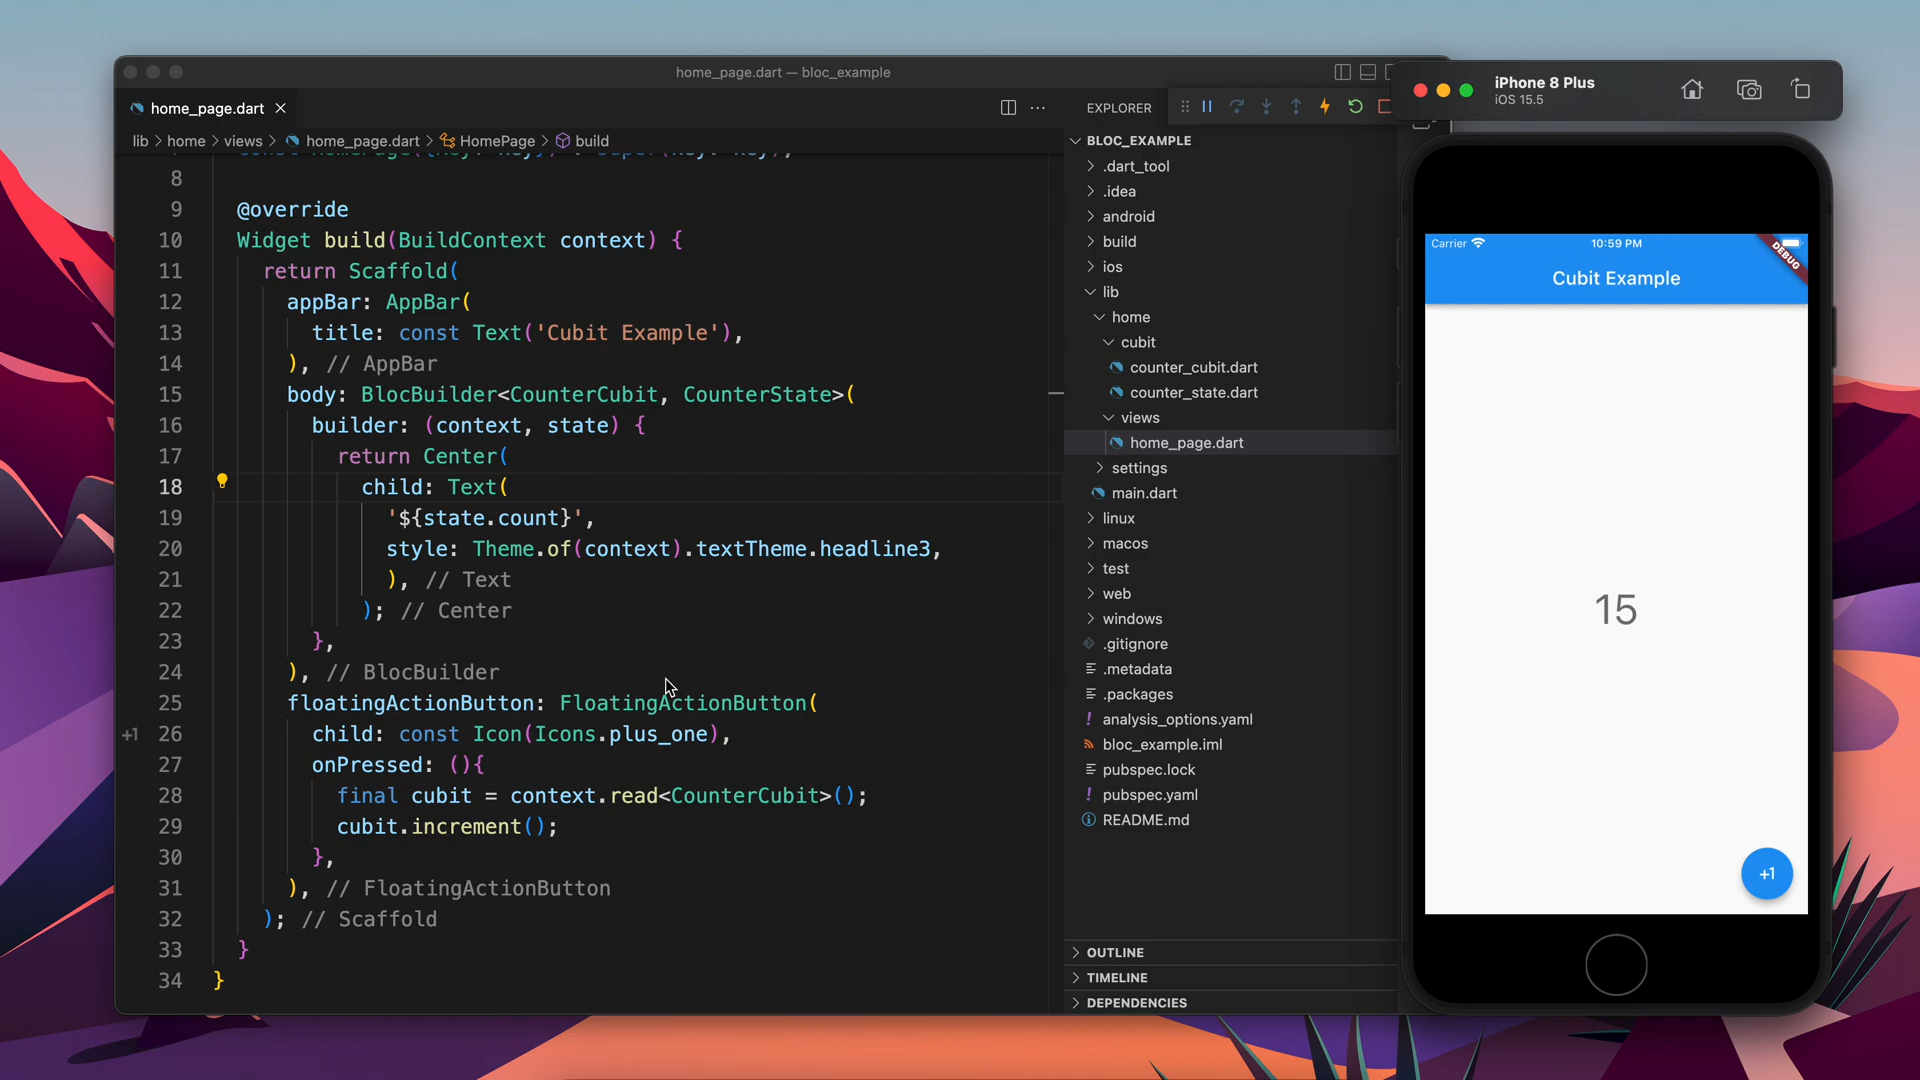 home_page.dart — bloc_example
home_page.dart
lib > home > views > home_page.dart > HomePage > build
8
9 @override
10 Widget build(BuildContext context) {
11 return Scaffold(
12 appBar: AppBar(
13 title: const Text('Cubit Example'),
14 ), // AppBar
15 body: BlocBuilder<CounterCubit, CounterState>(
16 builder: (context, state) {
17 return Center(
18 child: Text(
19 '${state.count}',
20 style: Theme.of(context).textTheme.headline3,
21 ), // Text
22 ); // Center
23 },
24 ), // BlocBuilder
25 floatingActionButton: FloatingActionButton(
+1 26 child: const Icon(Icons.plus_one),
27 onPressed: (){
28 final cubit = context.read<CounterCubit>();
29 cubit.increment();
30 },
31 ), // FloatingActionButton
32 ); // Scaffold
33 }
34 }
EXPLORER
BLOC_EXAMPLE
.dart_tool
.idea
android
build
ios
lib
home
cubit
counter_cubit.dart
counter_state.dart
views
home_page.dart
settings
main.dart
linux
macos
test
web
windows
.gitignore
.metadata
.packages
analysis_options.yaml
bloc_example.iml
pubspec.lock
pubspec.yaml
README.md
OUTLINE
TIMELINE
DEPENDENCIES
iPhone 8 Plus
iOS 15.5
Carrier 10:59 PM
DEBUG
Cubit Example
15
+1